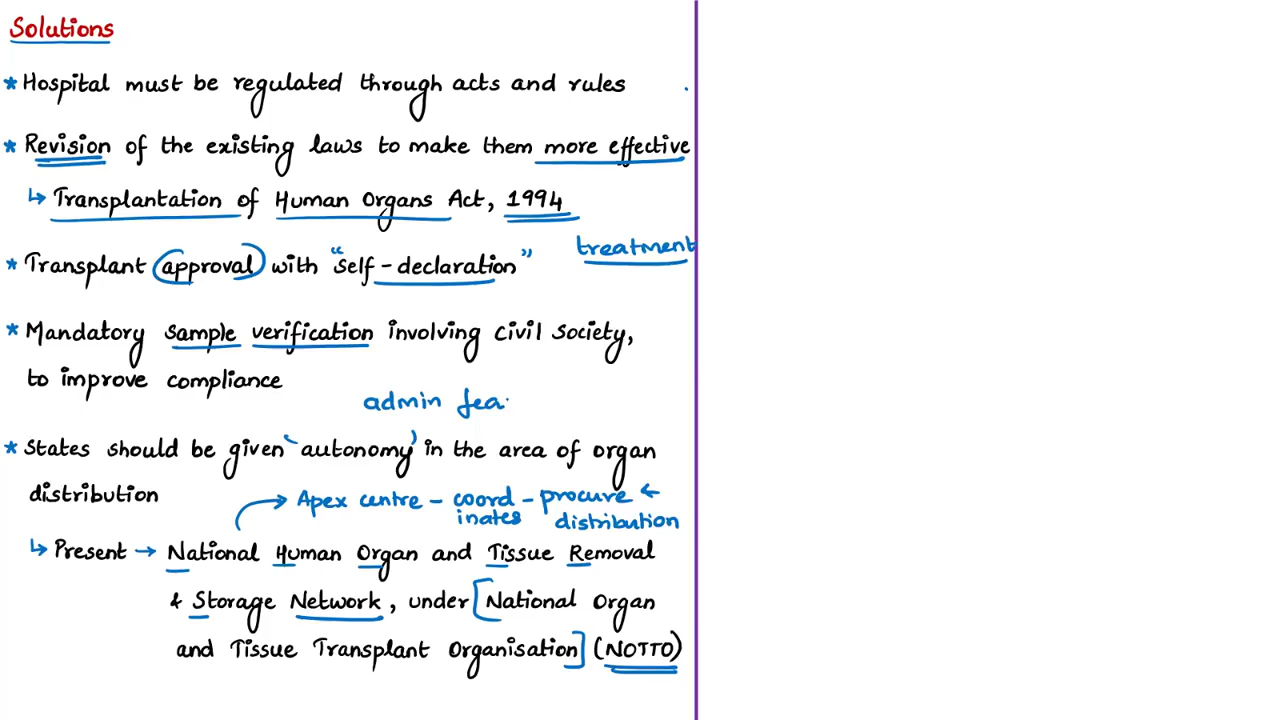 Solutions
* Hospital must be regulated through acts and rules
* Revision of the existing laws to make them more effective
↳ Transplantation of Human Organs Act, 1994
treatment
* Transplant approval with "self-declaration"
* Mandatory sample verification involving civil society,
to improve compliance
admin fea
* States should be given 'autonomy' in the area of organ
distribution
→ Apex centre - coord - procure ←
inates distribution
↳ Present → National Human Organ and Tissue Removal
& Storage Network, under [National Organ
and Tissue Transplant Organisation] (NOTTO)